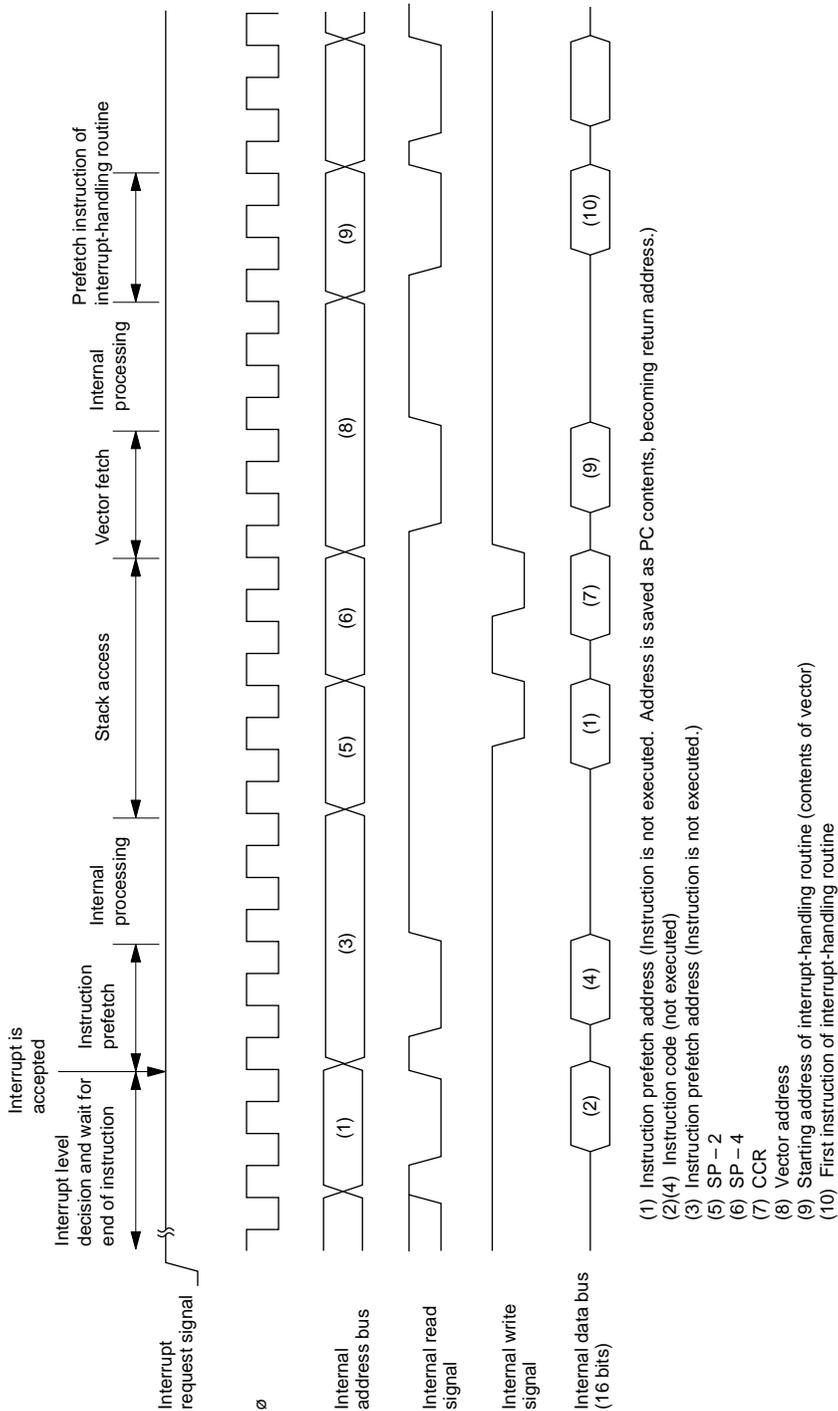 Interrupt is
accepted
Interrupt level
decision and wait for
end of instruction
Instruction
prefetch
Internal
processing
Stack access
Vector fetch
Internal
processing
Prefetch instruction of
interrupt-handling routine
Interrupt
request signal
ø
Internal
address bus
(1)
(3)
(5)
(6)
(8)
(9)
Internal read
signal
Internal write
signal
Internal data bus
(16 bits)
(2)
(4)
(1)
(7)
(9)
(10)
(1) Instruction prefetch address (Instruction is not executed. Address is saved as PC contents, becoming return address.)
(2)(4) Instruction code (not executed)
(3) Instruction prefetch address (Instruction is not executed.)
(5) SP – 2
(6) SP – 4
(7) CCR
(8) Vector address
(9) Starting address of interrupt-handling routine (contents of vector)
(10) First instruction of interrupt-handling routine